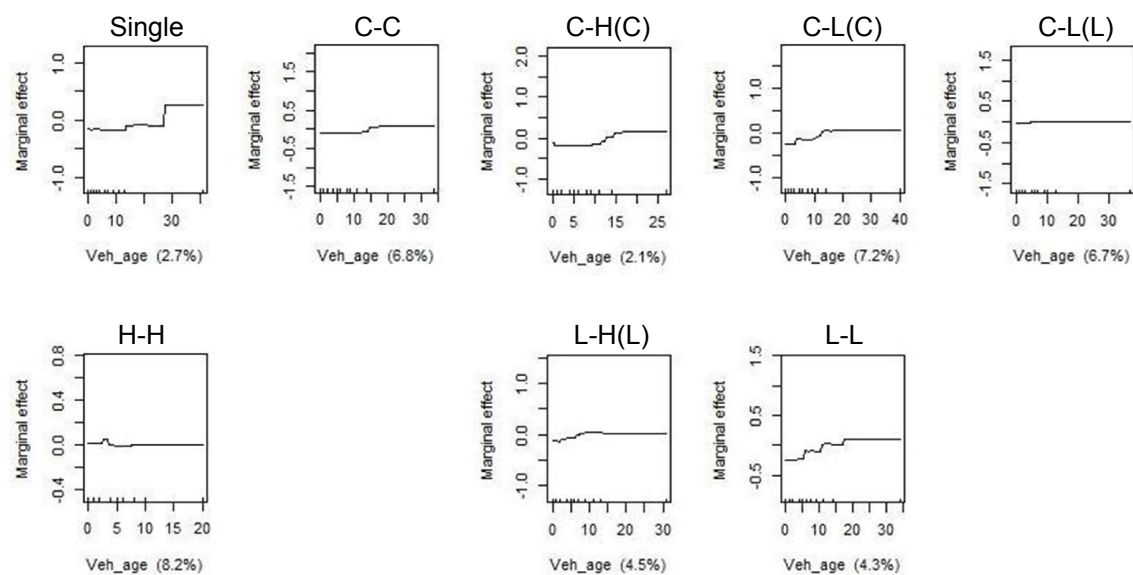 Single
C-C
C-H(C)
C-L(C)
C-L(L)
Marginal effect
1.0
0.0
-1.0
0 10 30
Veh_age (2.7%)
Marginal effect
1.5
0.5
-0.5
-1.5
0 10 20 30
Veh_age (6.8%)
Marginal effect
2.0
1.0
0.0
-1.0
0 5 15 25
Veh_age (2.1%)
Marginal effect
1.0
0.0
-1.0
0 10 20 30 40
Veh_age (7.2%)
Marginal effect
1.5
0.5
-0.5
-1.5
0 10 20 30
Veh_age (6.7%)
H-H
L-H(L)
L-L
Marginal effect
0.8
0.4
0.0
-0.4
0 5 10 15 20
Veh_age (8.2%)
Marginal effect
1.0
0.0
-1.0
0 10 20 30
Veh_age (4.5%)
Marginal effect
1.5
0.5
-0.5
0 10 20 30
Veh_age (4.3%)